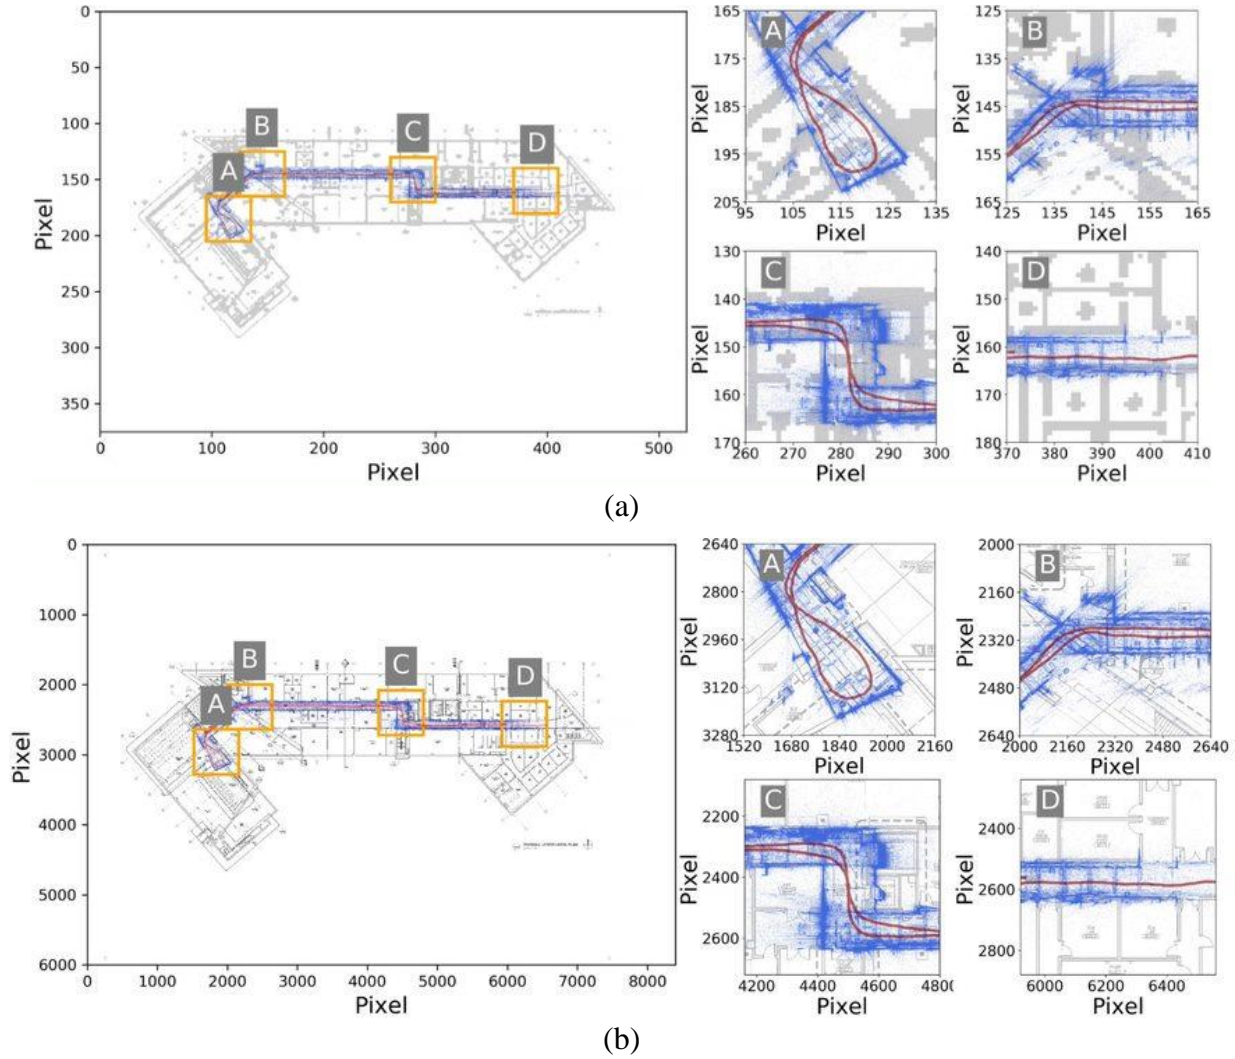 0
50
100
150
200
250
300
350
Pixel
A
B
C
D
0 100 200 300 400 500
Pixel
165
175
185
195
205
Pixel
A
95 105 115 125 135
Pixel
125
135
145
155
165
Pixel
B
125 135 145 155 165
Pixel
130
140
150
160
170
Pixel
C
260 270 280 290 300
Pixel
140
150
160
170
180
Pixel
D
370 380 390 400 410
Pixel
(a)
0
1000
2000
3000
4000
5000
6000
Pixel
A
B
C
D
0 1000 2000 3000 4000 5000 6000 7000 8000
Pixel
2640
2800
2960
3120
3280
Pixel
A
1520 1680 1840 2000 2160
Pixel
2000
2160
2320
2480
2640
Pixel
B
2000 2160 2320 2480 2640
Pixel
2200
2400
2600
Pixel
C
4200 4400 4600 4800
Pixel
2400
2600
2800
Pixel
D
6000 6200 6400
Pixel
(b)